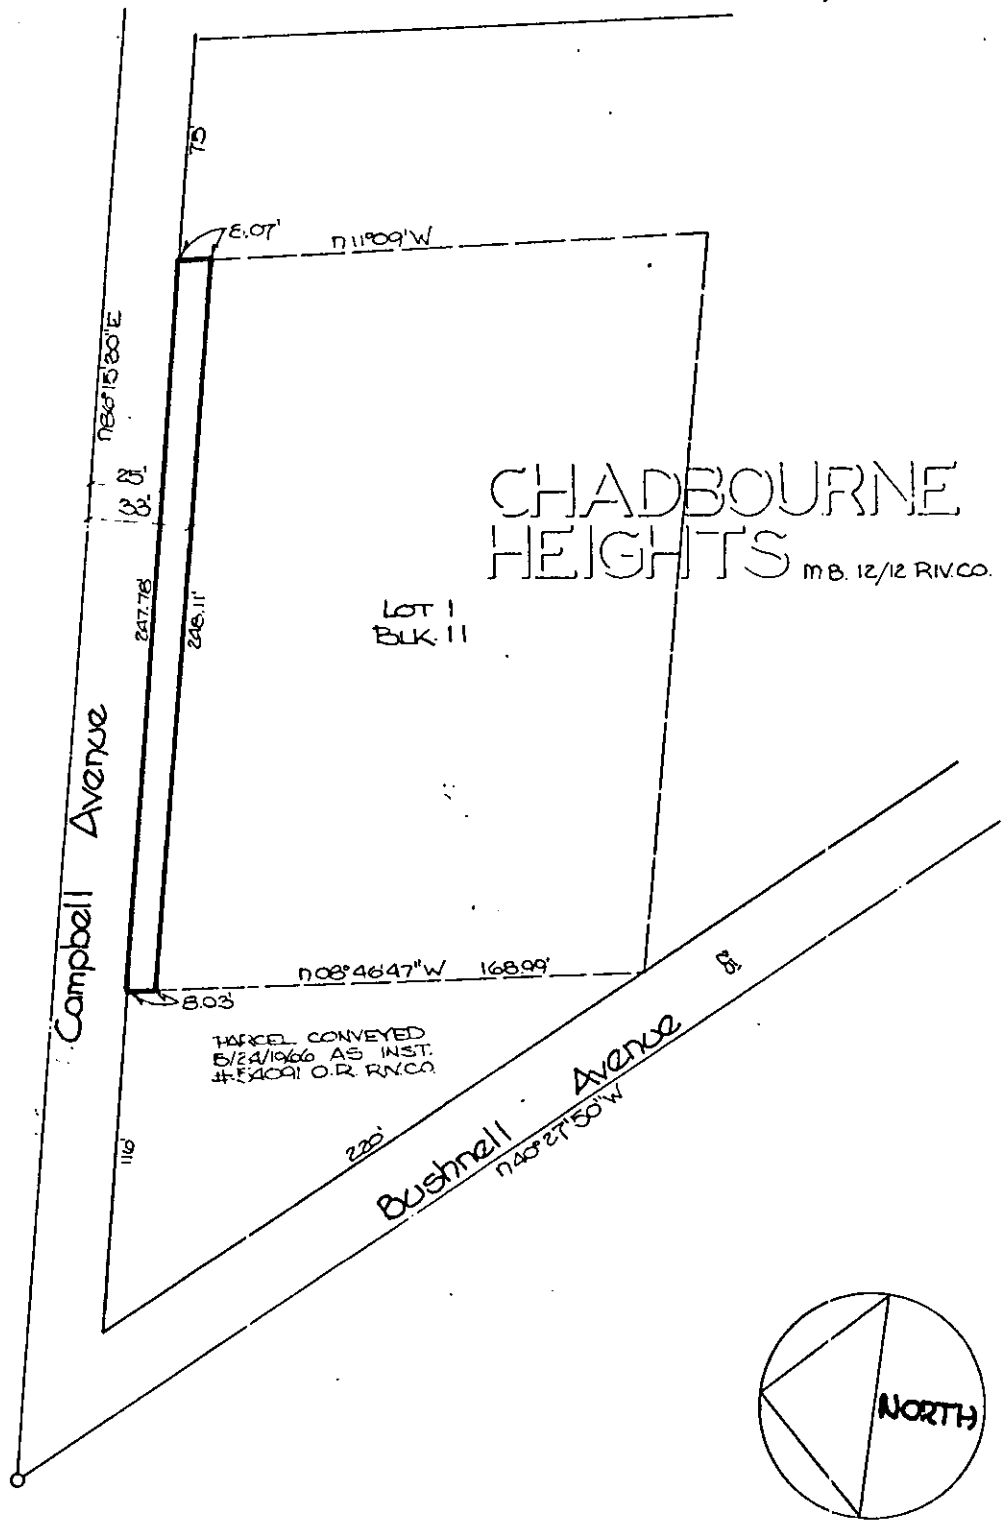 75'
8.07'
N11°09'W
N86°15'30"E
25'
33'
CHADBOURNE
HEIGHTS M.B. 12/12 RIV.CO.
247.78'
248.11'
LOT 1
BLK. 11
Campbell Avenue
N08°46'47"W 168.99'
8.03'
25'
PARCEL CONVEYED
5/24/1966 AS INST.
O.R. RIV.CO.
116'
220'
Bushnell Avenue
N40°27'50"W
NORTH